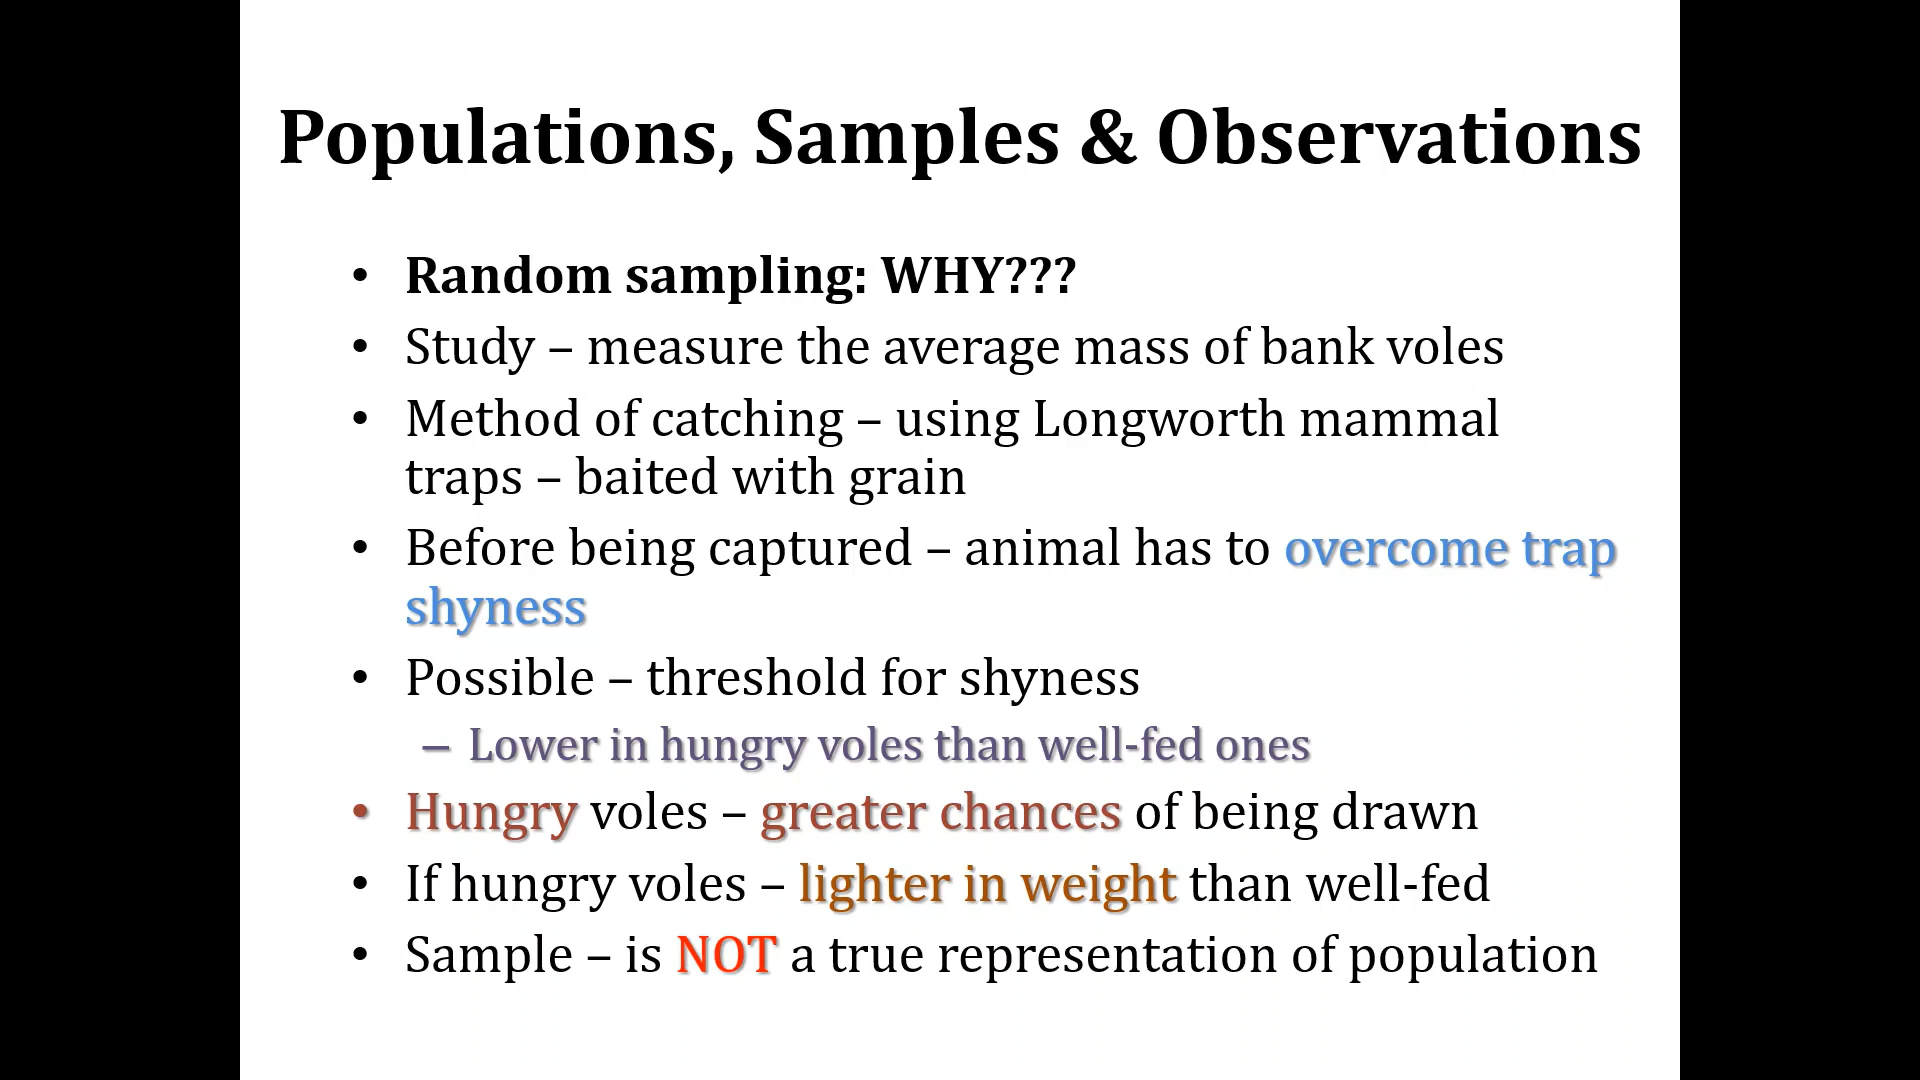 Populations, Samples & Observations
• Random sampling: WHY???
• Study – measure the average mass of bank voles
• Method of catching – using Longworth mammal
traps – baited with grain
• Before being captured – animal has to overcome trap
shyness
• Possible – threshold for shyness
– Lower in hungry voles than well-fed ones
• Hungry voles – greater chances of being drawn
• If hungry voles – lighter in weight than well-fed
• Sample – is NOT a true representation of population